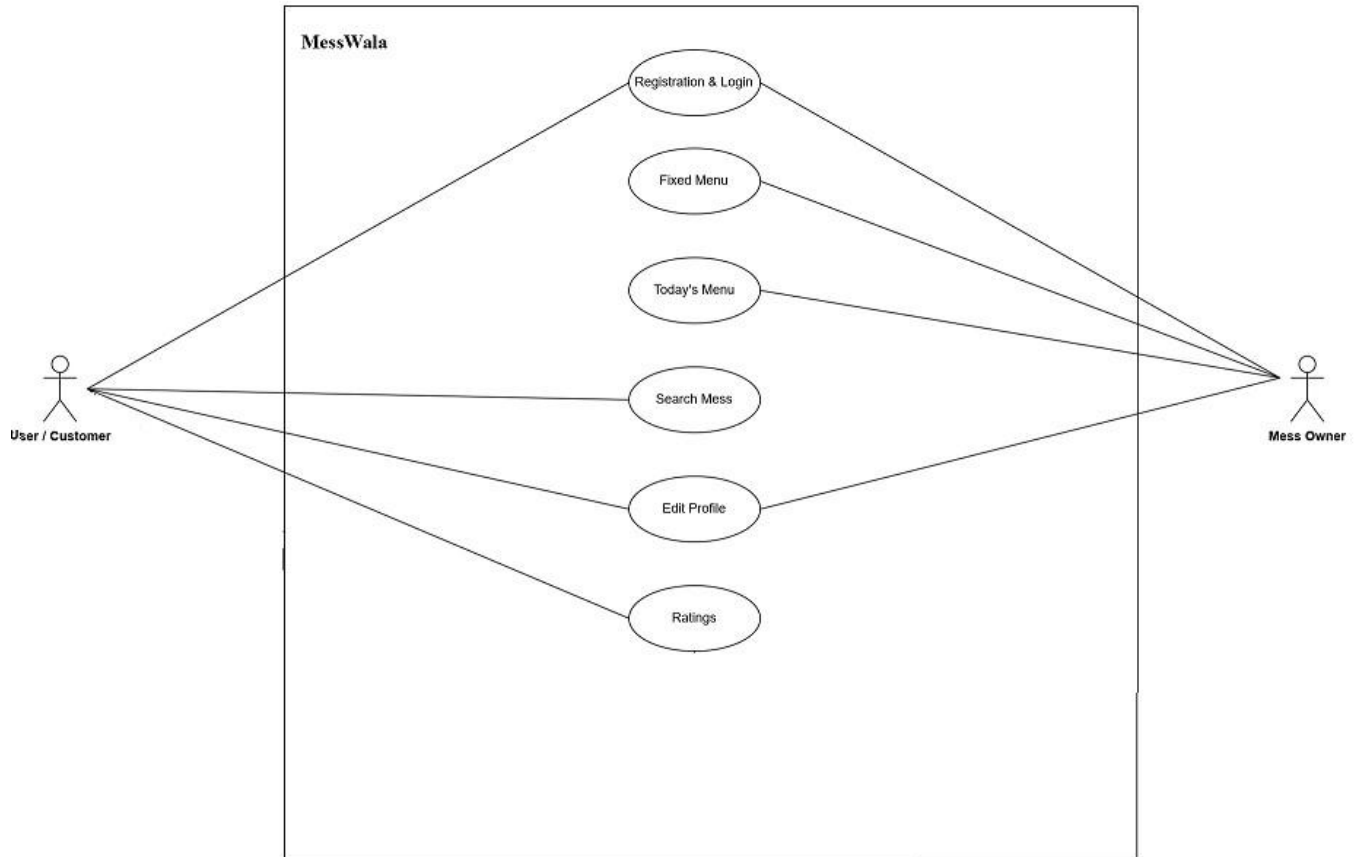 MessWala
Registration & Login
Fixed Menu
Today's Menu
Search Mess
User / Customer
Mess Owner
Edit Profile
Ratings